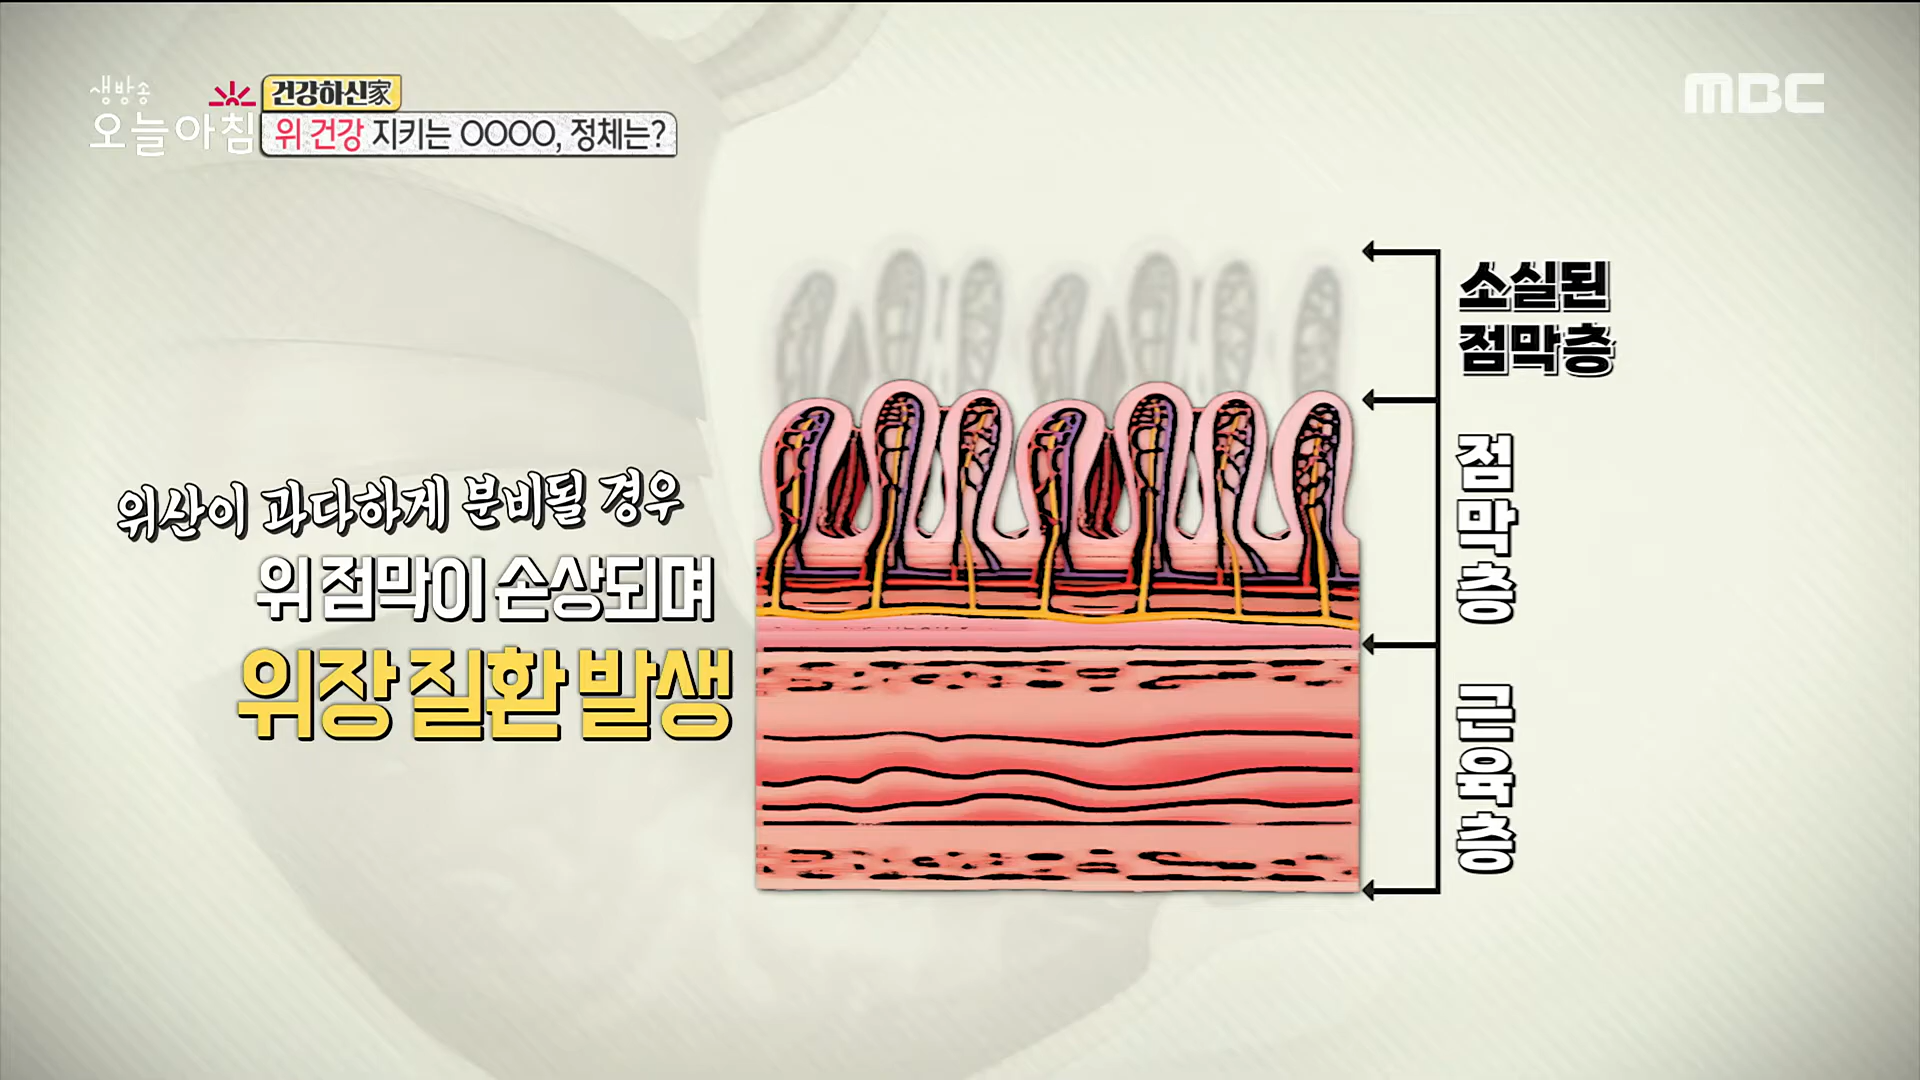 생방송
오늘아침
건강하신家
위 건강 지키는 OOOO, 정체는?
MBC
위산이 과다하게 분비될 경우
위 점막이 손상되며
위장 질환 발생
소실된
점막층
점막층
근육층